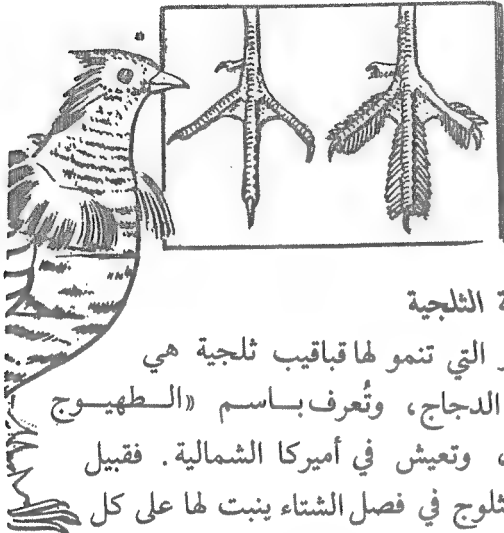 ة الثلجية
ر التي تنمو لها قباقيب ثلجية هي
الدجاج، وتُعرف باسم «الطهيوج
، وتعيش في أميركا الشمالية. فقبيل
ثلوج في فصل الشتاء ينبت لها على كل